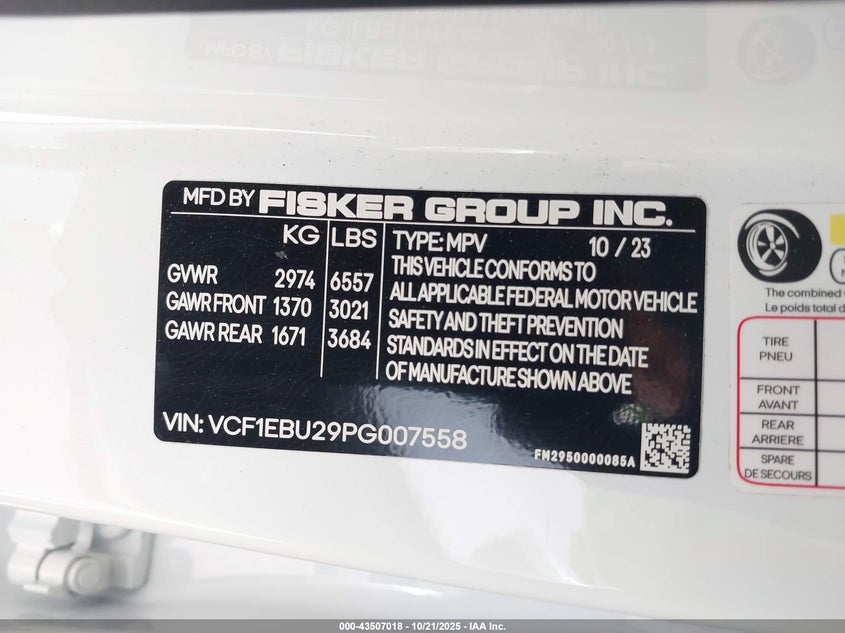 MFD BY FISKER GROUP INC.
KG LBS
TYPE: MPV 10 / 23
GVWR 2974 6557
GAWR FRONT 1370 3021
GAWR REAR 1671 3684
THIS VEHICLE CONFORMS TO
ALL APPLICABLE FEDERAL MOTOR VEHICLE
SAFETY AND THEFT PREVENTION
STANDARDS IN EFFECT ON THE DATE
OF MANUFACTURE SHOWN ABOVE
VIN: VCF1EBU29PG007558
FM2950000085A
The combined
Le poids total d
TIRE
PNEU
FRONT
AVANT
REAR
ARRIERE
SPARE
DE SECOURS
000-43507018 - 10/21/2025 - IAA Inc.